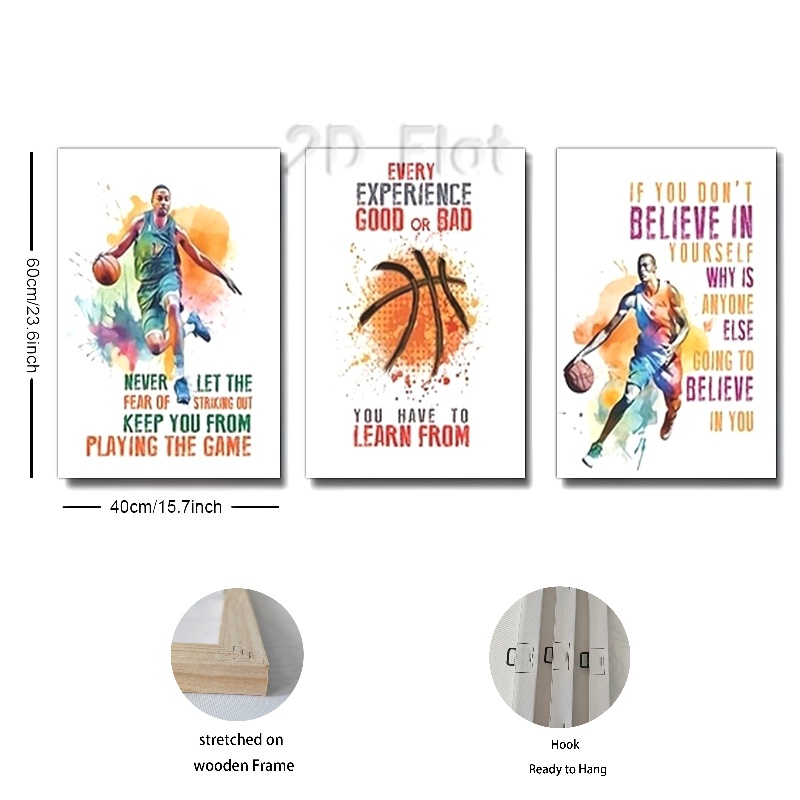 2D Flat
60cm/23.6inch
40cm/15.7inch
NEVER LET THE
FEAR OF STRIKING OUT
KEEP YOU FROM
PLAYING THE GAME
EVERY
EXPERIENCE
GOOD OR BAD
YOU HAVE TO
LEARN FROM
IF YOU DON'T
BELIEVE IN
YOURSELF
WHY IS
ANYONE
ELSE
GOING TO
BELIEVE
IN YOU
stretched on
wooden Frame
Hook
Ready to Hang